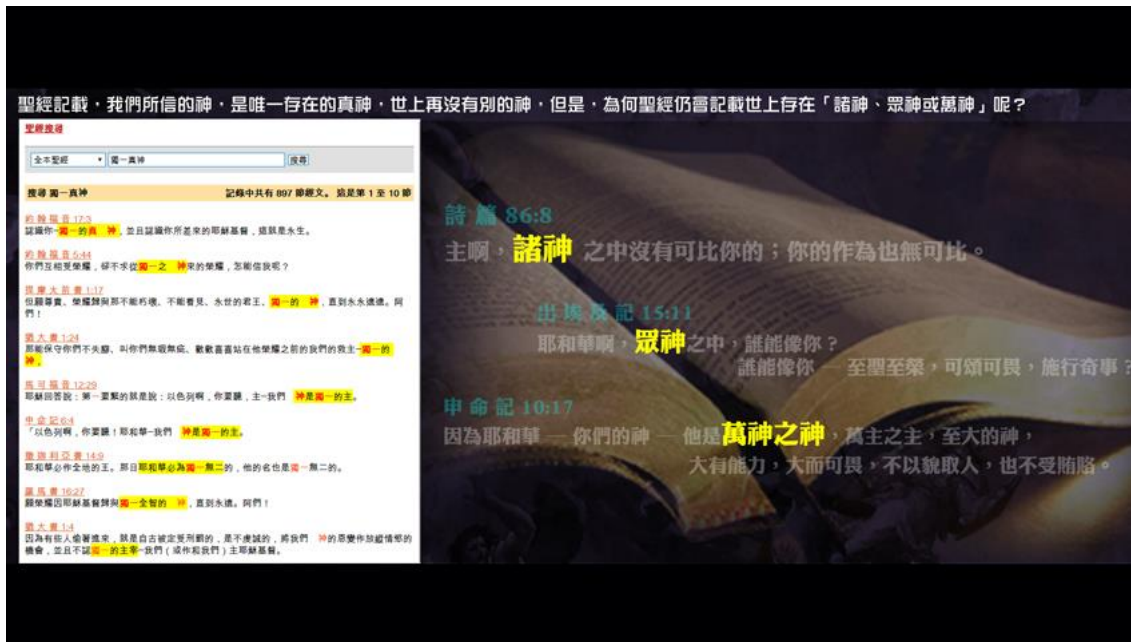 聖經記載，我們所信的神，是唯一存在的真神，世上再沒有別的神，但是，為何聖經仍會記載世上存在「諸神、眾神或萬神」呢？
聖經搜尋
全本聖經 獨一真神 搜尋
搜尋 獨一真神 記錄中共有 897 節經文。 這是第 1 至 10 節
約翰福音 17:3
認識你─獨一的真 神，並且認識你所差來的耶穌基督，這就是永生。
約翰福音 5:44
你們互相受榮耀，卻不求從獨一之 神來的榮耀，怎能信我呢？
提摩太前書 1:17
但願尊貴、榮耀歸與那不能朽壞、不能看見、永世的君王、獨一的 神，直到永永遠遠。阿
們！
猶大書 1:24
那能保守你們不失腳、叫你們無瑕無疵、歡歡喜喜站在他榮耀之前的我們的救主─獨一的
神，
馬可福音 12:29
耶穌回答說：第一要緊的就是說：以色列啊，你要聽，主─我們 神是獨一的主。
申命記 6:4
「以色列啊，你要聽！耶和華─我們 神是獨一的主。
撒迦利亞書 14:9
耶和華必作全地的王。那日耶和華必為獨一無二的，他的名也是獨一無二的。
羅馬書 16:27
願榮耀因耶穌基督歸與獨一全智的 神，直到永遠。阿們！
猶大書 1:4
因為有些人偷著進來，就是自古被定受刑罰的，是不虔誠的，將我們 神的恩變作放縱情慾的
機會，並且不認獨一的主宰─我們（或作和我們）主耶穌基督。
詩 篇 86:8
主啊，諸神 之中沒有可比你的；你的作為也無可比。
出 埃 及 記 15:11
耶和華啊，眾神之中，誰能像你？
誰能像你 — 至聖至榮，可頌可畏，施行奇事？
申 命 記 10:17
因為耶和華 — 你們的神 — 他是萬神之神，萬主之主，至大的神，
大有能力，大而可畏，不以貌取人，也不受賄賂。